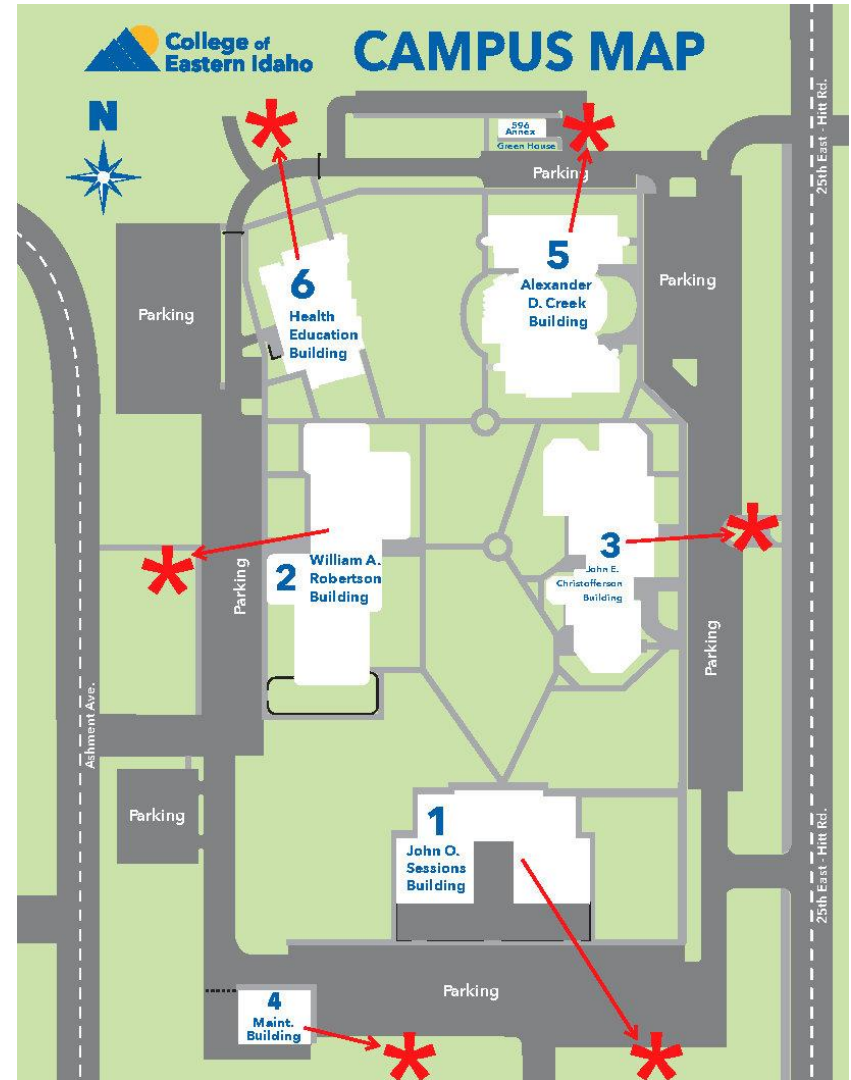 College of
Eastern Idaho
CAMPUS MAP
N
596
Annex
Green House
Parking
25th East - Hitt Rd.
5
Alexander
D. Creek
Building
6
Health
Education
Building
Parking
Parking
2
William A.
Robertson
Building
3
John E.
Christofferson
Building
Parking
Parking
Ashment Ave.
Parking
1
John O.
Sessions
Building
25th East - Hitt Rd.
4
Maint.
Building
Parking